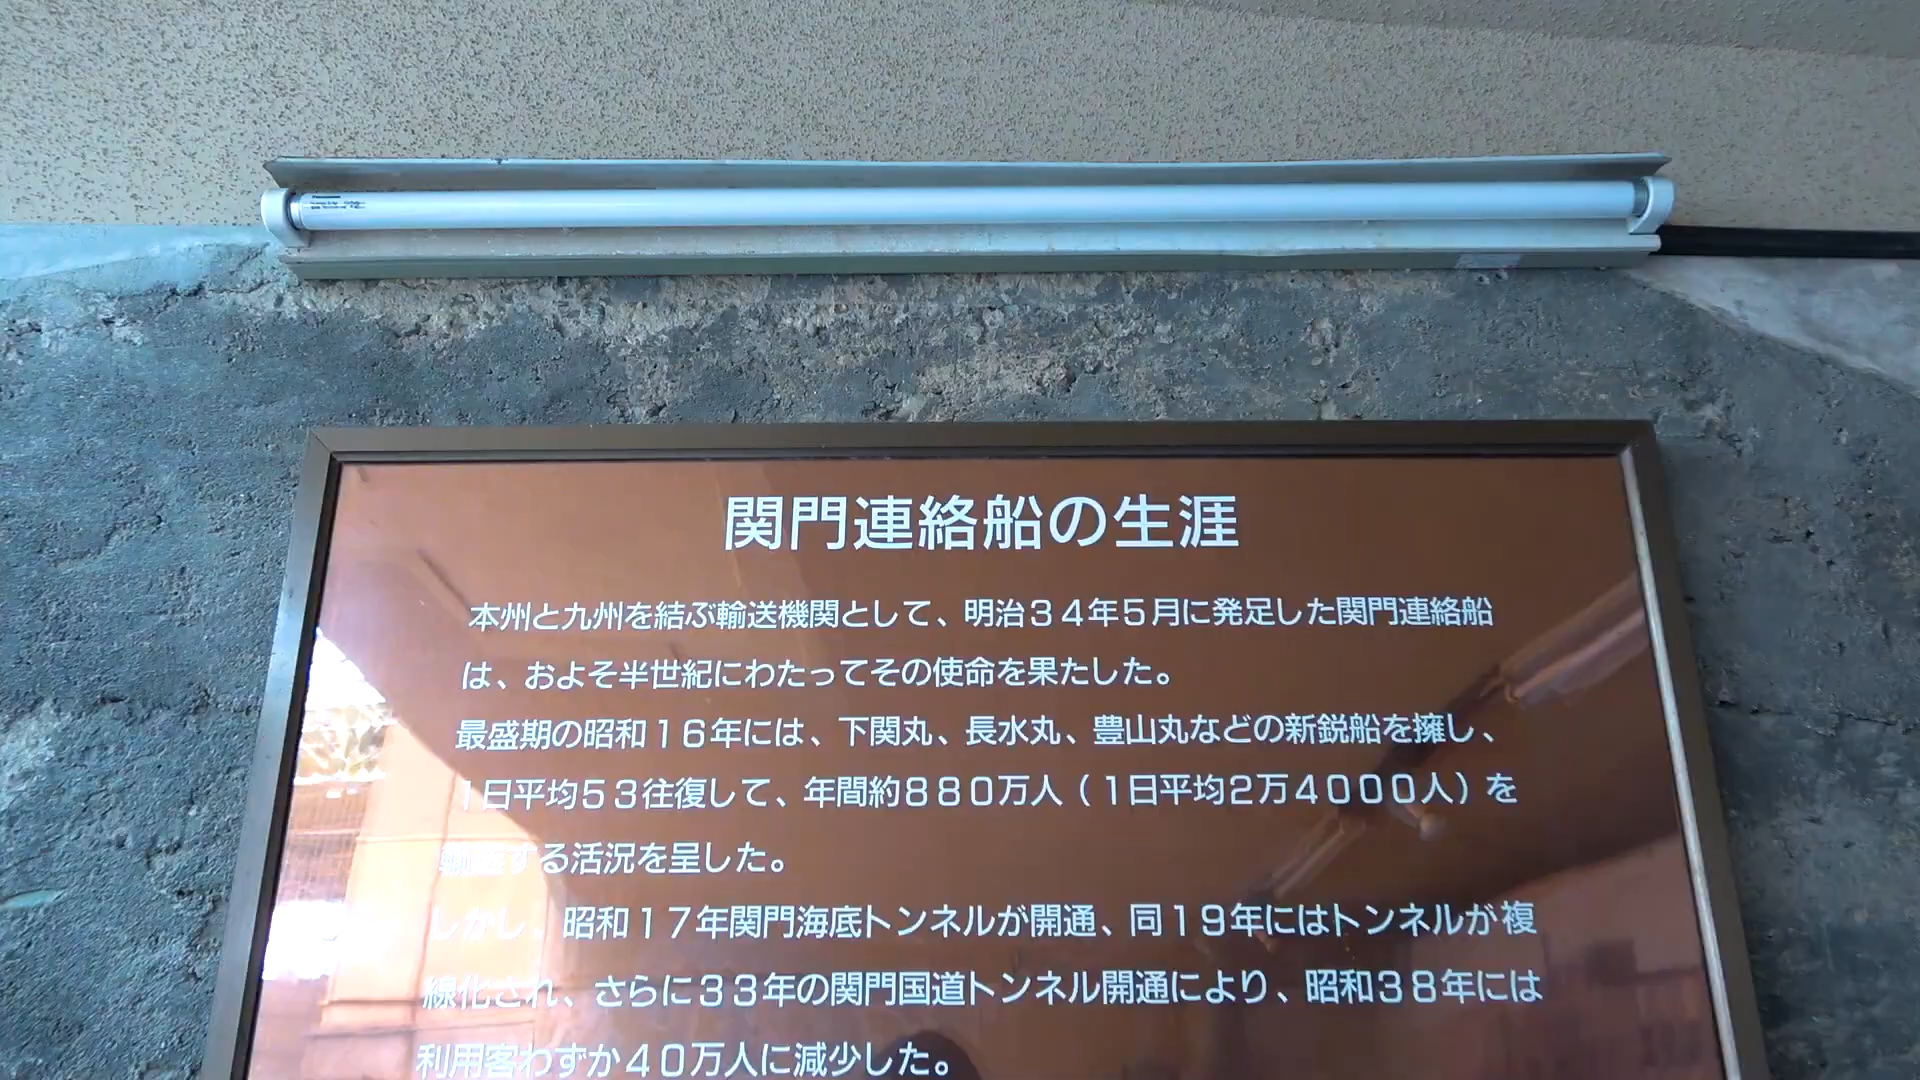 関門連絡船の生涯
本州と九州を結ぶ輸送機関として、明治３４年５月に発足した関門連絡船
は、およそ半世紀にわたってその使命を果たした。
最盛期の昭和１６年には、下関丸、長水丸、豊山丸などの新鋭船を擁し、
１日平均５３往復して、年間約８８０万人（１日平均２万４０００人）を
輸送する活況を呈した。
しかし、昭和１７年関門海底トンネルが開通、同１９年にはトンネルが複
線化され、さらに３３年の関門国道トンネル開通により、昭和３８年には
利用客わずか４０万人に減少した。